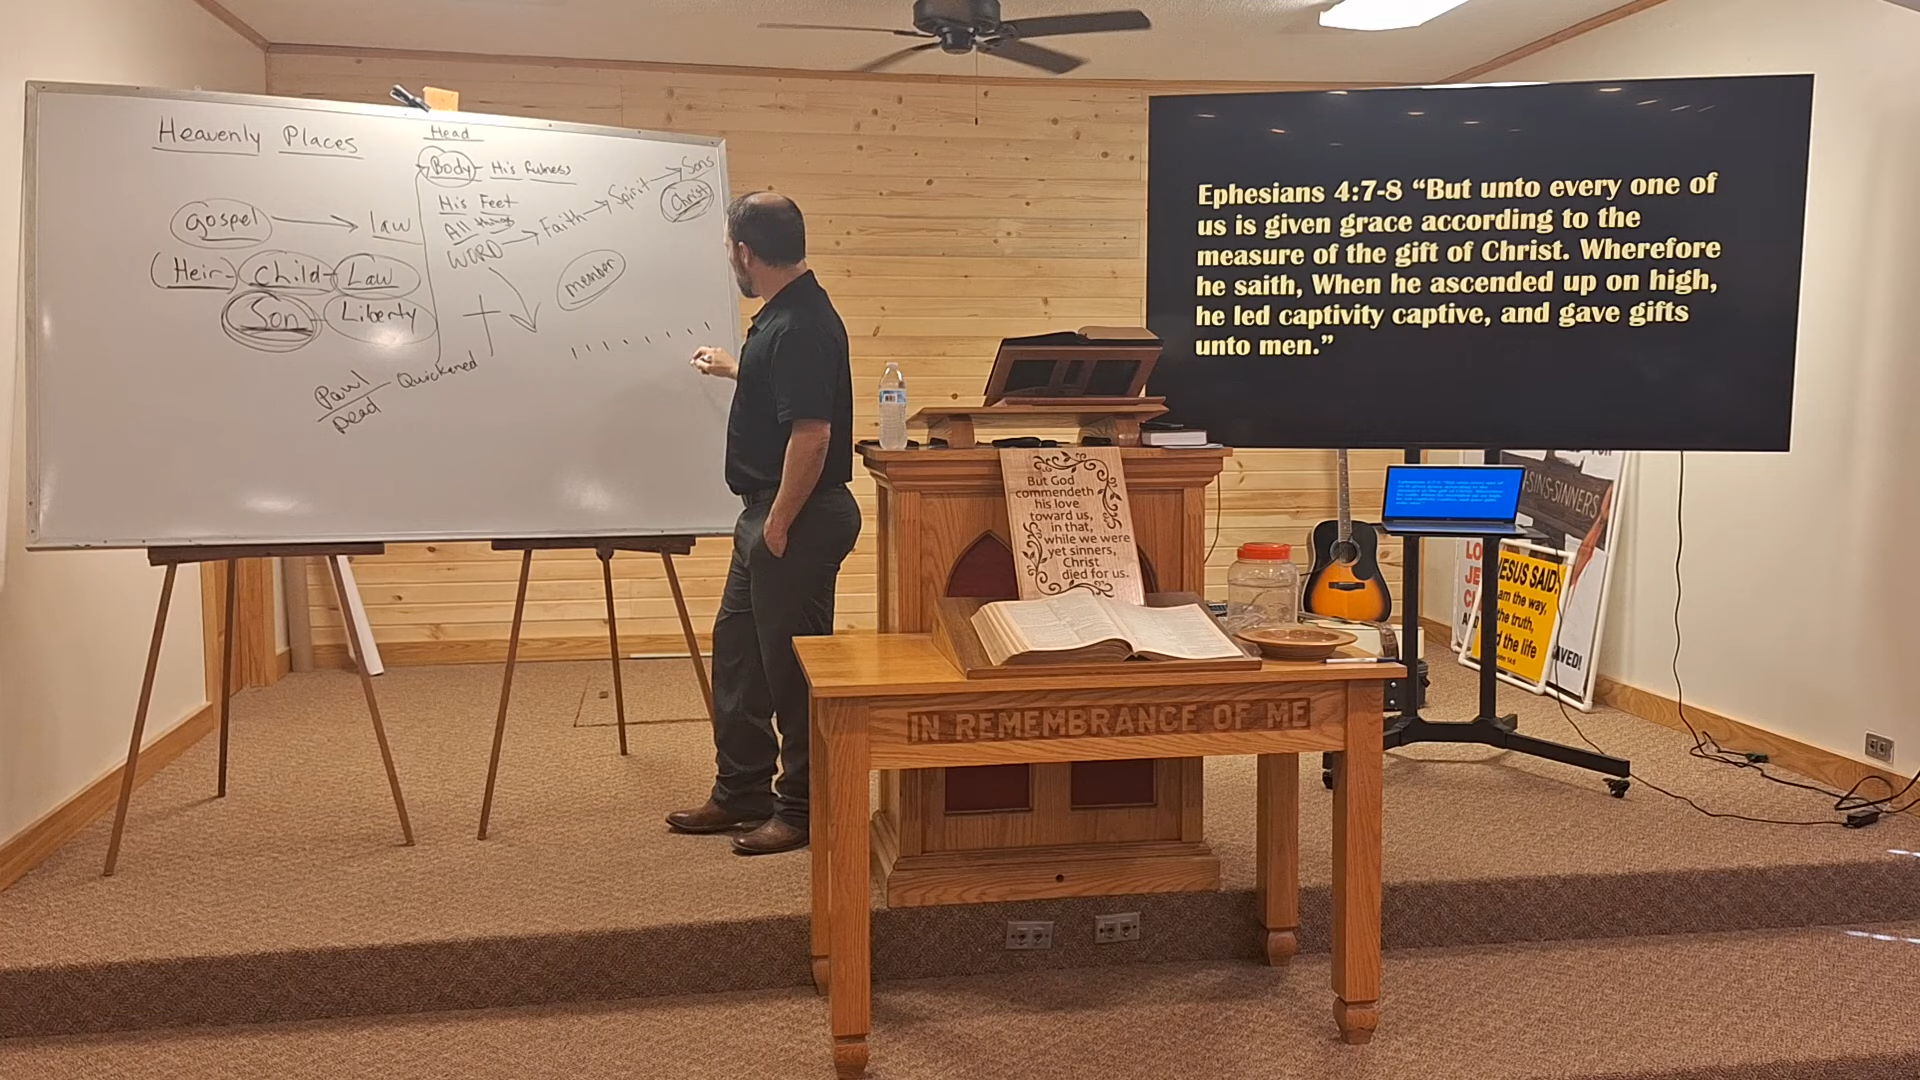 Heavenly Places
Head
Body - His fulness
His Feet
All things
WORD → Faith → Spirit → Sons
Christ
gospel → law
(Heir - Child - Law
Son - Liberty
member
Paul
Dead
Quickened
Ephesians 4:7-8 “But unto every one of
us is given grace according to the
measure of the gift of Christ. Wherefore
he saith, When he ascended up on high,
he led captivity captive, and gave gifts
unto men.”
But God
commendeth
his love
toward us,
in that,
while we were
yet sinners,
Christ
died for us.
IN REMEMBRANCE OF ME
SINS-SINNERS
JESUS SAID:
am the way,
the truth,
the life